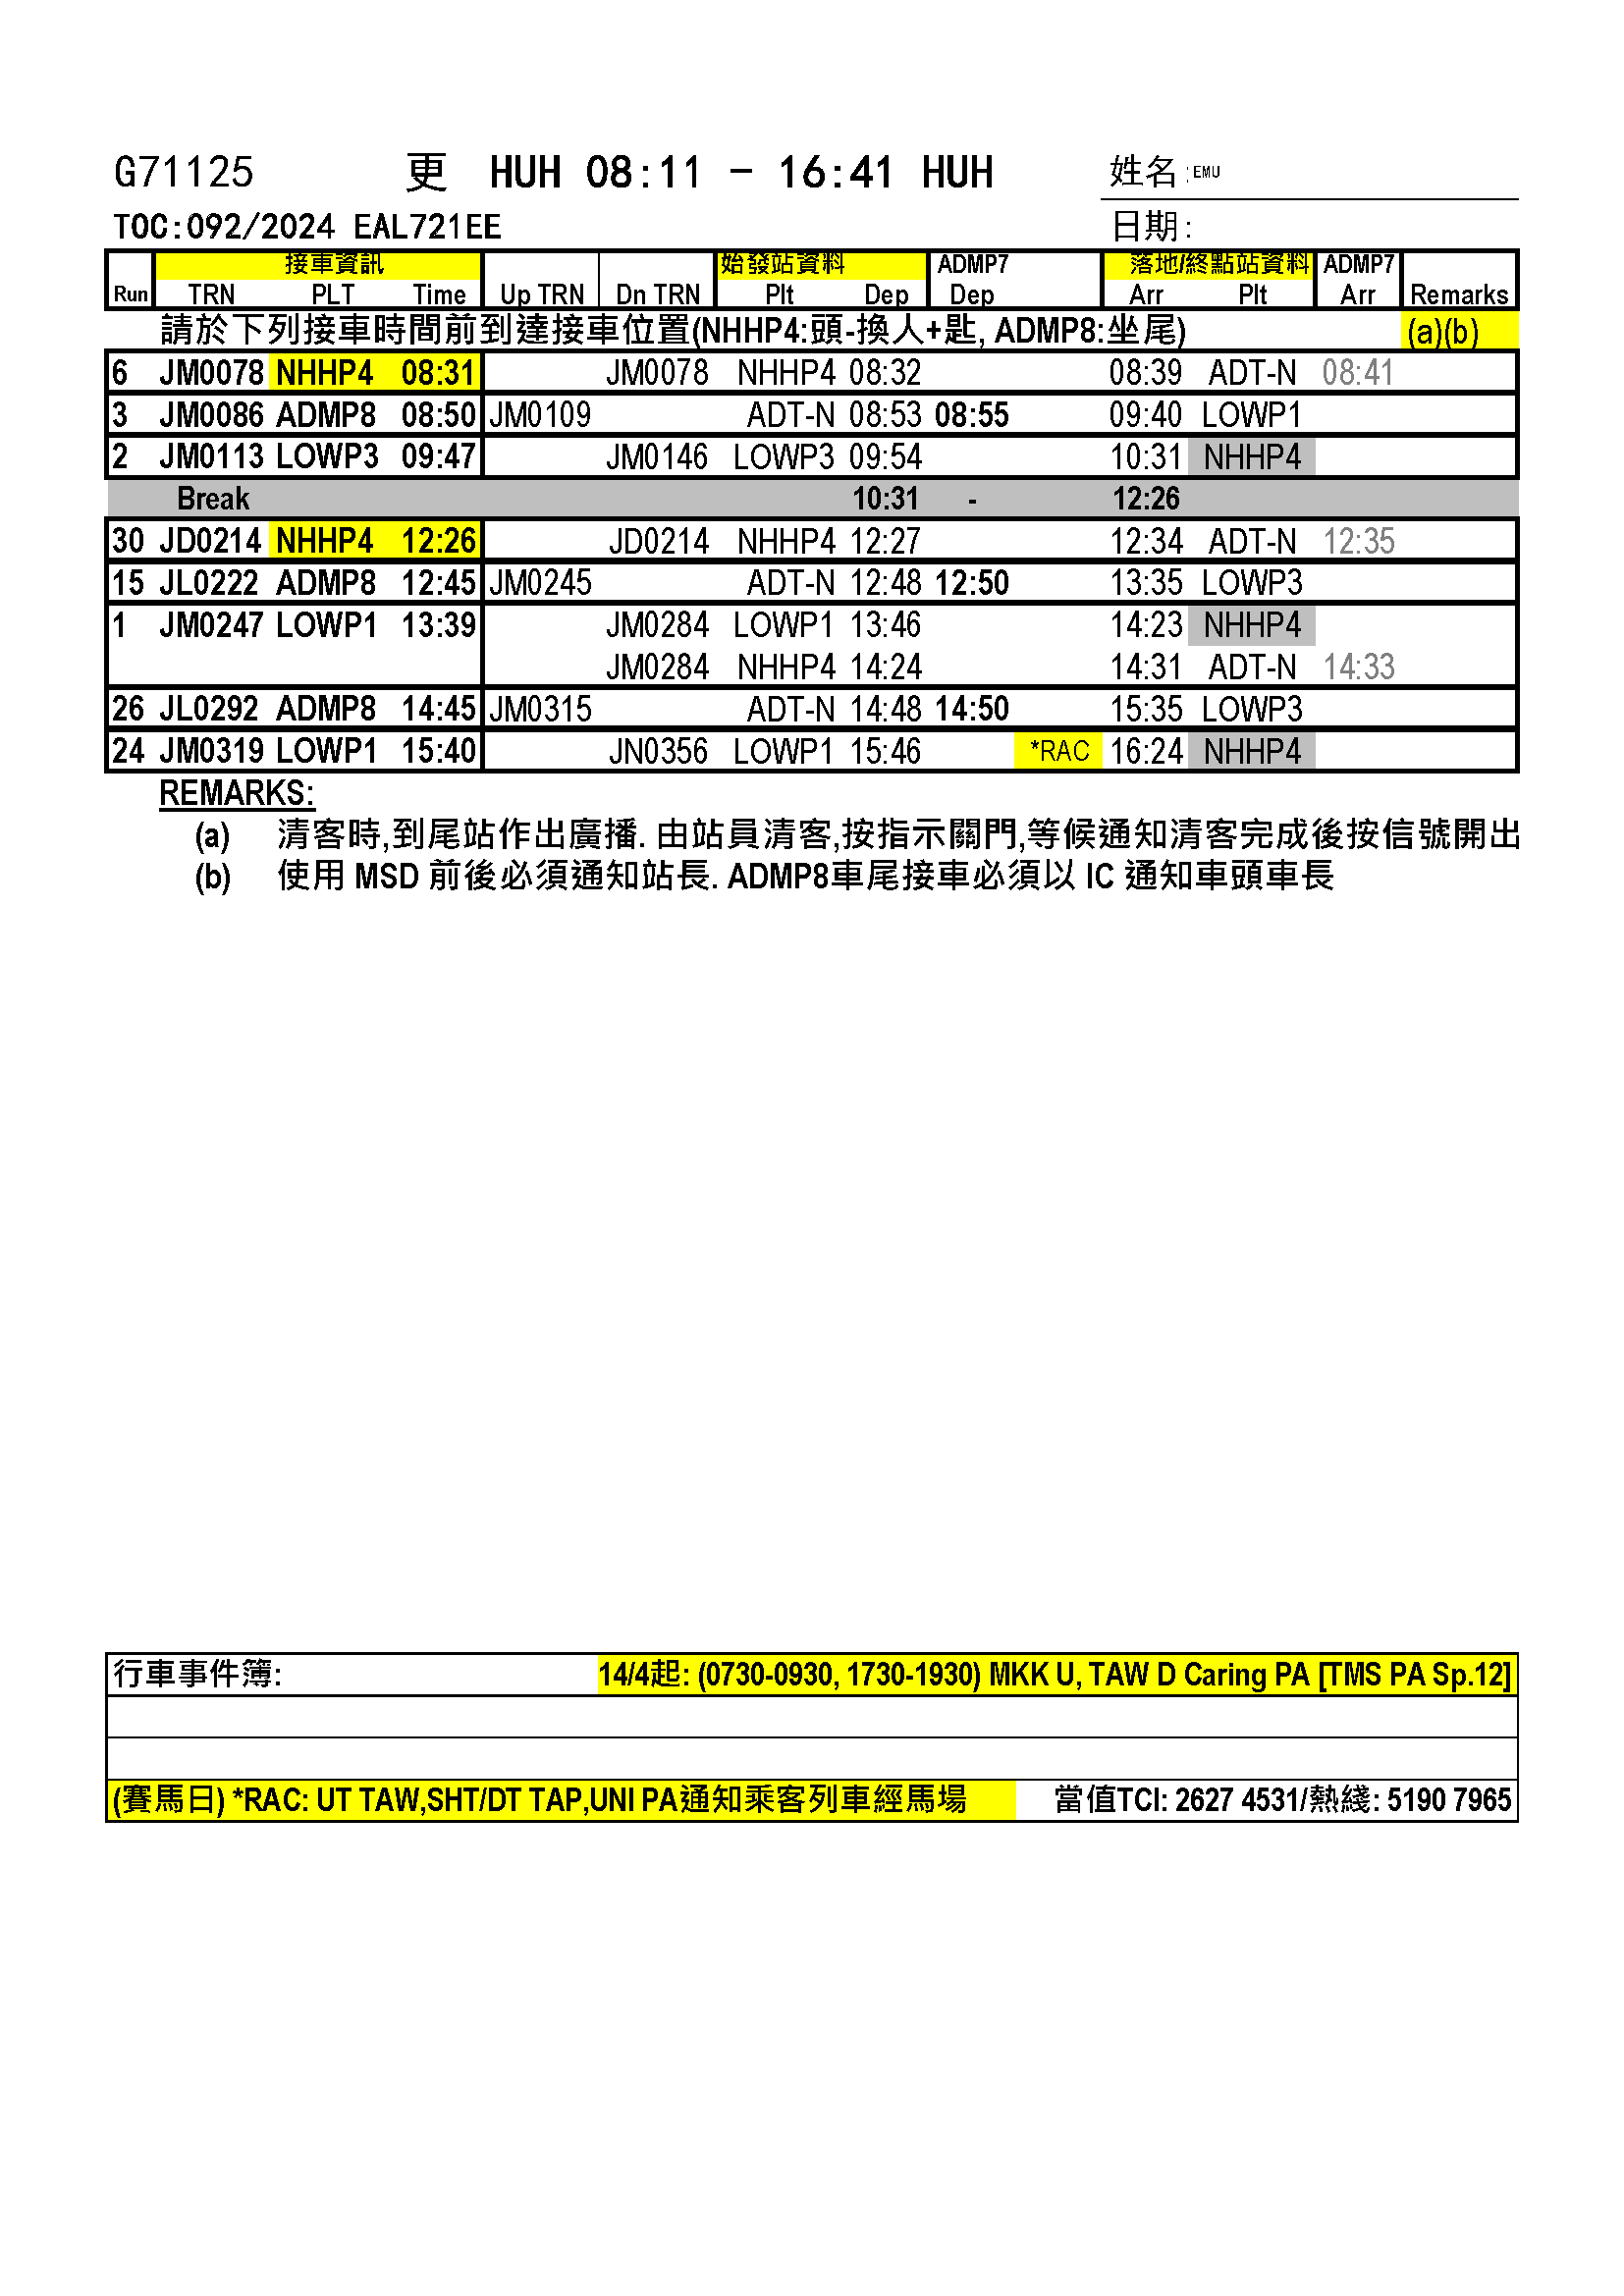 G71125 更 HUH 08:11 - 16:41 HUH 姓名:EMU
TOC:092/2024 EAL721EE 日期:
接車資訊 始發站資料 ADMP7 落地/終點站資料 ADMP7
Run TRN PLT Time Up TRN Dn TRN Plt Dep Dep Arr Plt Arr Remarks
請於下列接車時間前到達接車位置(NHHP4:頭-換人+匙, ADMP8:坐尾) (a)(b)
6 JM0078 NHHP4 08:31 JM0078 NHHP4 08:32 08:39 ADT-N 08:41
3 JM0086 ADMP8 08:50 JM0109 ADT-N 08:53 08:55 09:40 LOWP1
2 JM0113 LOWP3 09:47 JM0146 LOWP3 09:54 10:31 NHHP4
Break 10:31 - 12:26
30 JD0214 NHHP4 12:26 JD0214 NHHP4 12:27 12:34 ADT-N 12:35
15 JL0222 ADMP8 12:45 JM0245 ADT-N 12:48 12:50 13:35 LOWP3
1 JM0247 LOWP1 13:39 JM0284 LOWP1 13:46 14:23 NHHP4
JM0284 NHHP4 14:24 14:31 ADT-N 14:33
26 JL0292 ADMP8 14:45 JM0315 ADT-N 14:48 14:50 15:35 LOWP3
24 JM0319 LOWP1 15:40 JN0356 LOWP1 15:46 *RAC 16:24 NHHP4
REMARKS:
(a) 清客時,到尾站作出廣播. 由站員清客,按指示關門,等候通知清客完成後按信號開出
(b) 使用 MSD 前後必須通知站長. ADMP8車尾接車必須以 IC 通知車頭車長
行車事件簿: 14/4起: (0730-0930, 1730-1930) MKK U, TAW D Caring PA [TMS PA Sp.12]
(賽馬日) *RAC: UT TAW,SHT/DT TAP,UNI PA通知乘客列車經馬場 當值TCI: 2627 4531/熱綫: 5190 7965